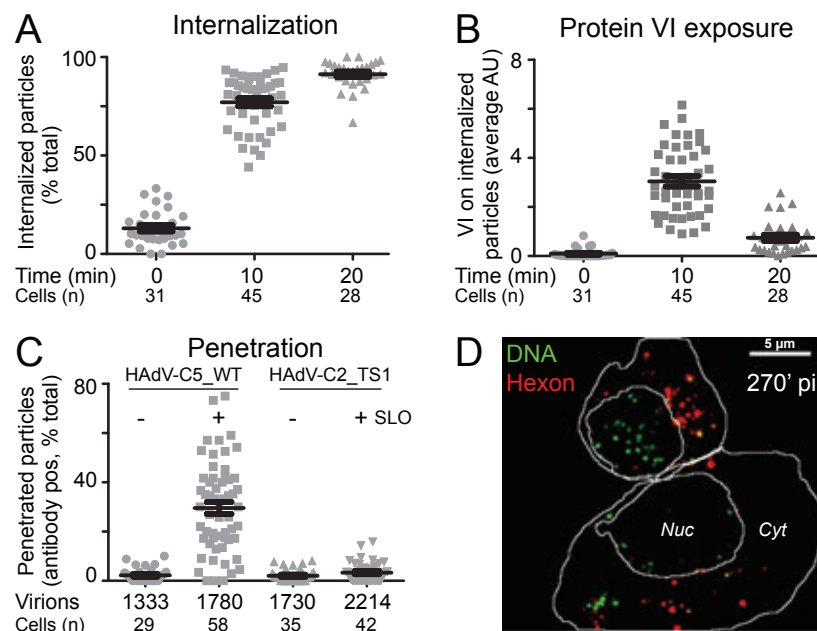 A Internalization
Internalized particles
(% total)
100
50
0
Time (min) 0 10 20
Cells (n) 31 45 28
B Protein VI exposure
VI on internalized
particles (average AU)
8
4
0
Time (min) 0 10 20
Cells (n) 31 45 28
C Penetration
HAdV-C5_WT HAdV-C2_TS1
- + - + SLO
Penetrated particles
(antibody pos, % total)
80
40
0
Virions 1333 1780 1730 2214
Cells (n) 29 58 35 42
D
DNA 5 µm
Hexon 270' pi
Nuc Cyt